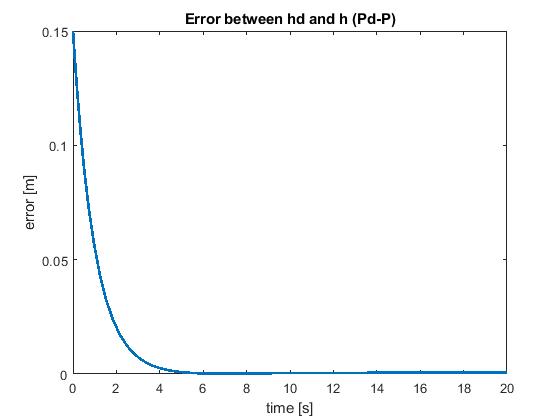 Error between hd and h (Pd-P)
0.15
0.1
0.05
0
error [m]
0 2 4 6 8 10 12 14 16 18 20
time [s]